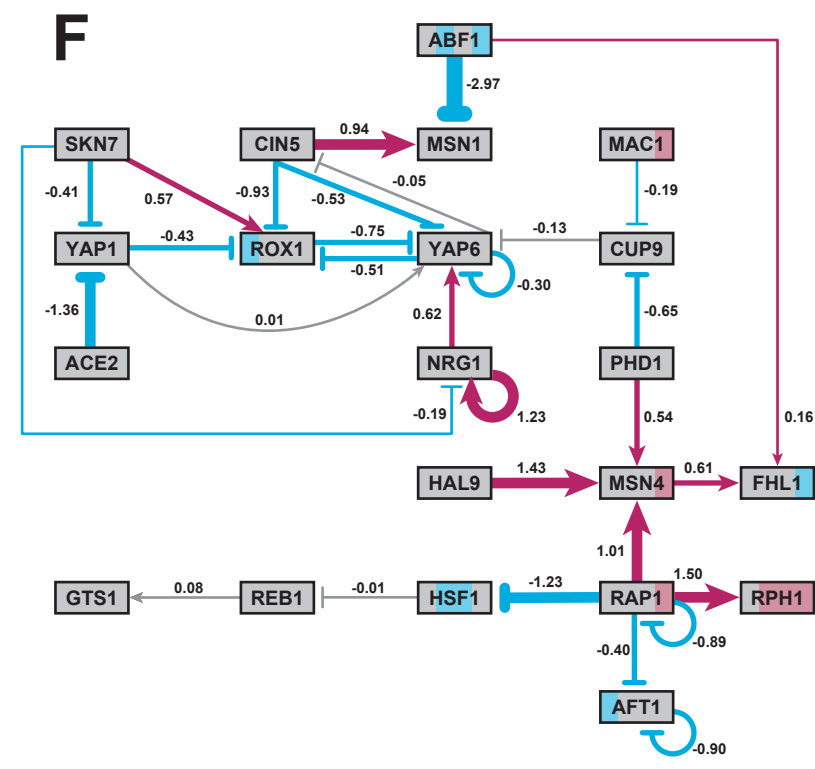 F
ABF1
-2.97
SKN7
CIN5
0.94
MSN1
MAC1
-0.41
0.57
-0.93
-0.53
-0.05
-0.19
YAP1
-0.43
ROX1
-0.75
-0.51
YAP6
-0.13
CUP9
-0.30
-1.36
0.01
0.62
-0.65
ACE2
NRG1
PHD1
-0.19
1.23
0.54
0.16
HAL9
1.43
MSN4
0.61
FHL1
1.01
GTS1
0.08
REB1
-0.01
HSF1
-1.23
RAP1
1.50
RPH1
-0.89
-0.40
AFT1
-0.90